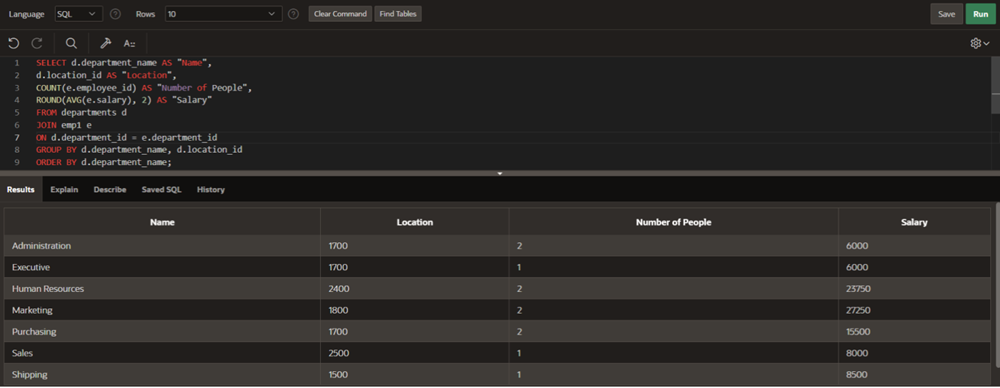 Language SQL Rows 10 Clear Command Find Tables Save Run
A::
1 SELECT d.department_name AS "Name",
2 d.location_id AS "Location",
3 COUNT(e.employee_id) AS "Number of People",
4 ROUND(AVG(e.salary), 2) AS "Salary"
5 FROM departments d
6 JOIN emp1 e
7 ON d.department_id = e.department_id
8 GROUP BY d.department_name, d.location_id
9 ORDER BY d.department_name;
Results Explain Describe Saved SQL History
Name Location Number of People Salary
Administration 1700 2 6000
Executive 1700 1 6000
Human Resources 2400 2 23750
Marketing 1800 2 27250
Purchasing 1700 2 15500
Sales 2500 1 8000
Shipping 1500 1 8500